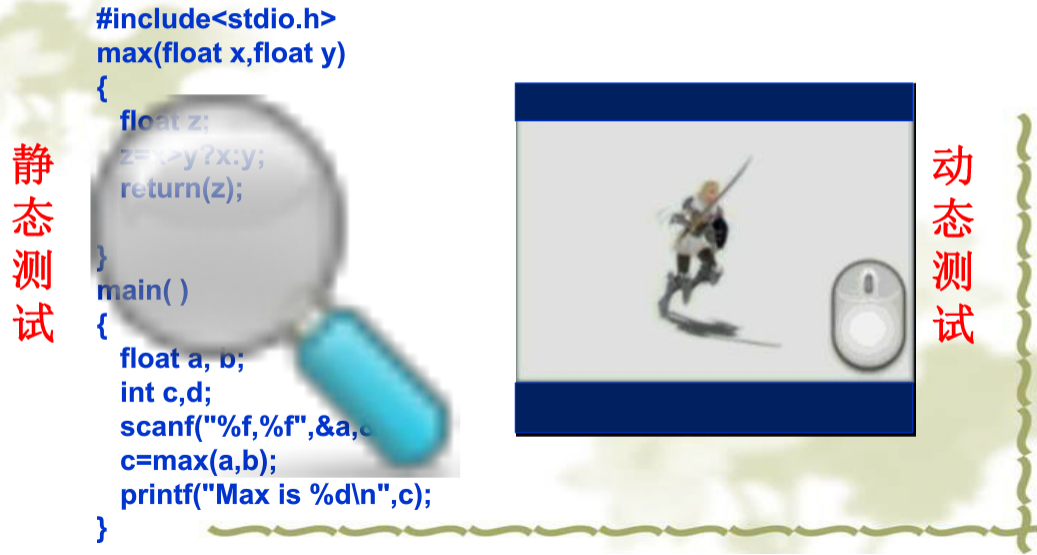 静态测试
#include<stdio.h>
max(float x,float y)
{
float z;
z=x>y?x:y;
return(z);
}
main( )
{
float a, b;
int c,d;
scanf("%f,%f",&a,
c=max(a,b);
printf("Max is %d\n",c);
}
动态测试